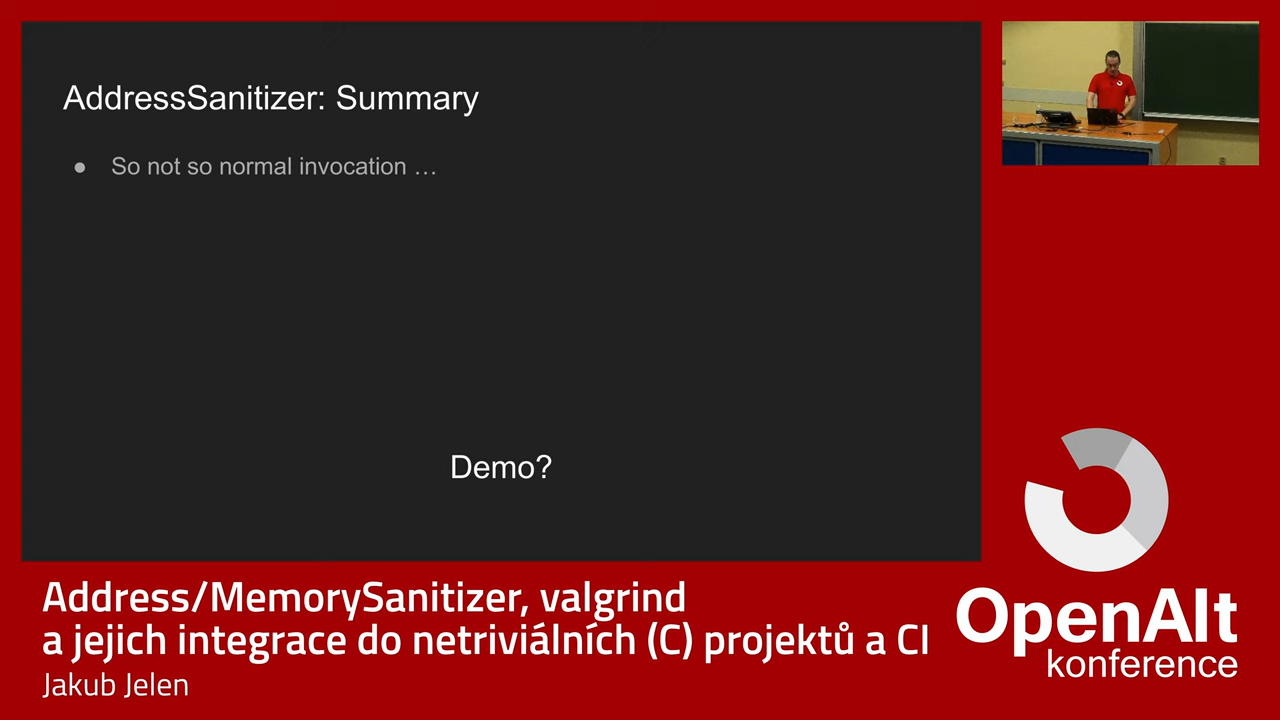 AddressSanitizer: Summary
● So not so normal invocation …
Demo?
Address/MemorySanitizer, valgrind
a jejich integrace do netriviálních (C) projektů a CI
Jakub Jelen
OpenAlt
konference